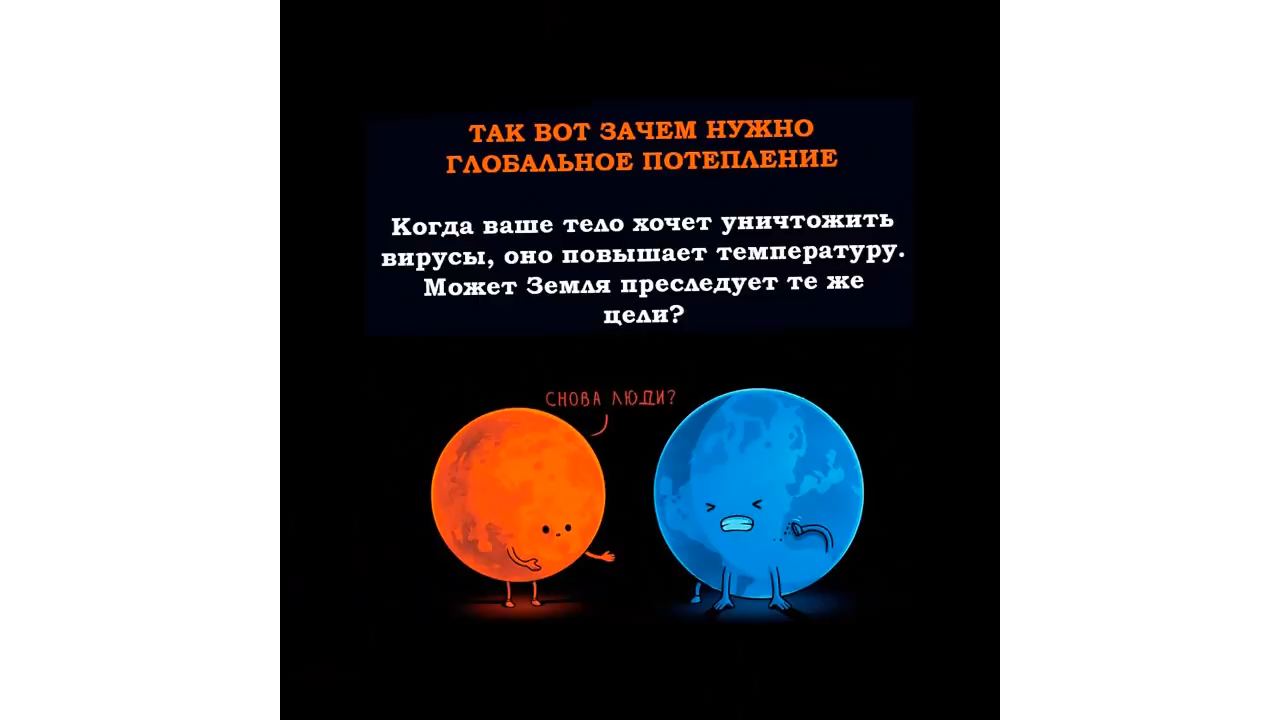 ТАК ВОТ ЗАЧЕМ НУЖНО
ГЛОБАЛЬНОЕ ПОТЕПЛЕНИЕ
Когда ваше тело хочет уничтожить
вирусы, оно повышает температуру.
Может Земля преследует те же
цели?
СНОВА ЛЮДИ?